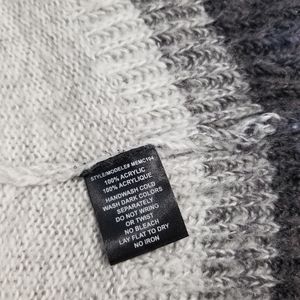 STYLE/MODELE# MEMC194
100% ACRYLIC
100% ACRYLIQUE
HANDWASH COLD
WASH DARK COLORS
SEPARATELY
DO NOT WRING
OR TWIST
NO BLEACH
LAY FLAT TO DRY
NO IRON